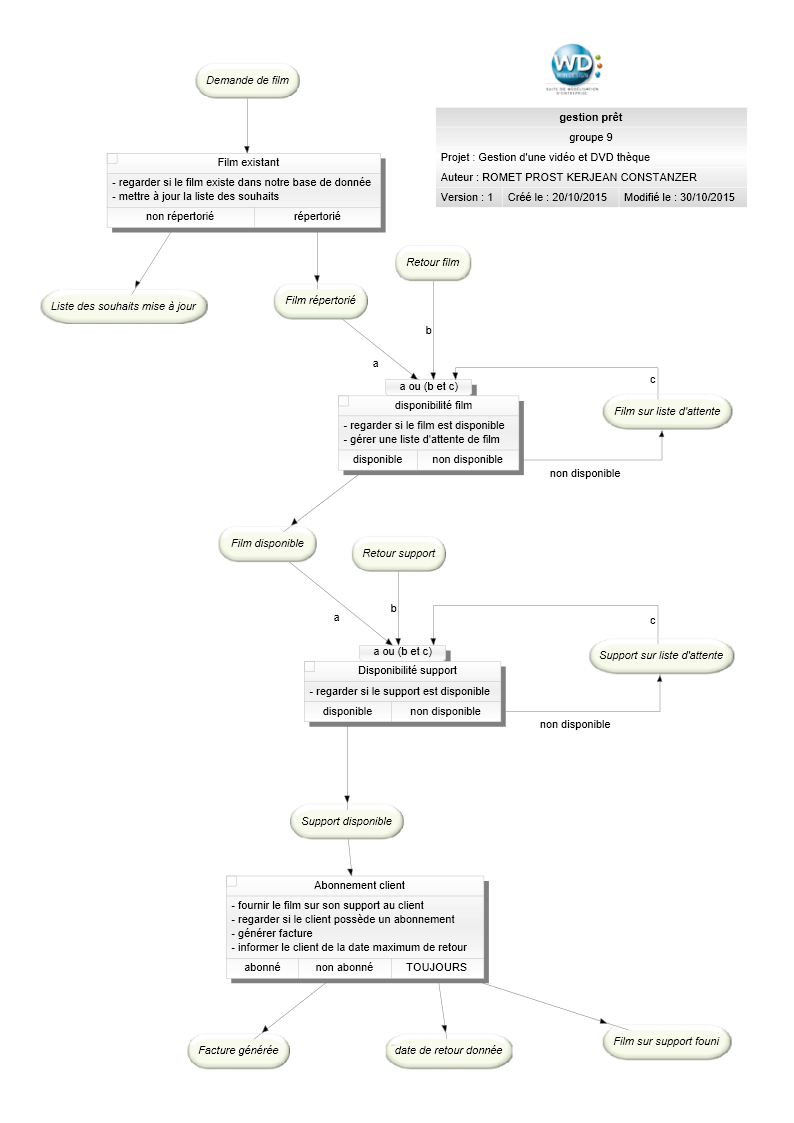 WD:
WIN DESIGN
SUITE DE MODÉLISATION
D'ENTREPRISE
gestion prêt
groupe 9
Projet : Gestion d'une vidéo et DVD thèque
Auteur : ROMET PROST KERJEAN CONSTANZER
Version : 1 Créé le : 20/10/2015 Modifié le : 30/10/2015
Demande de film
Film existant
- regarder si le film existe dans notre base de donnée
- mettre à jour la liste des souhaits
non répertorié répertorié
Retour film
Liste des souhaits mise à jour
Film répertorié
b
a
c
a ou (b et c)
disponibilité film
- regarder si le film est disponible
- gérer une liste d'attente de film
disponible non disponible
Film sur liste d'attente
non disponible
Film disponible
Retour support
b
a
c
a ou (b et c)
Disponibilité support
- regarder si le support est disponible
disponible non disponible
Support sur liste d'attente
non disponible
Support disponible
Abonnement client
- fournir le film sur son support au client
- regarder si le client possède un abonnement
- générer facture
- informer le client de la date maximum de retour
abonné non abonné TOUJOURS
Facture générée
date de retour donnée
Film sur support founi